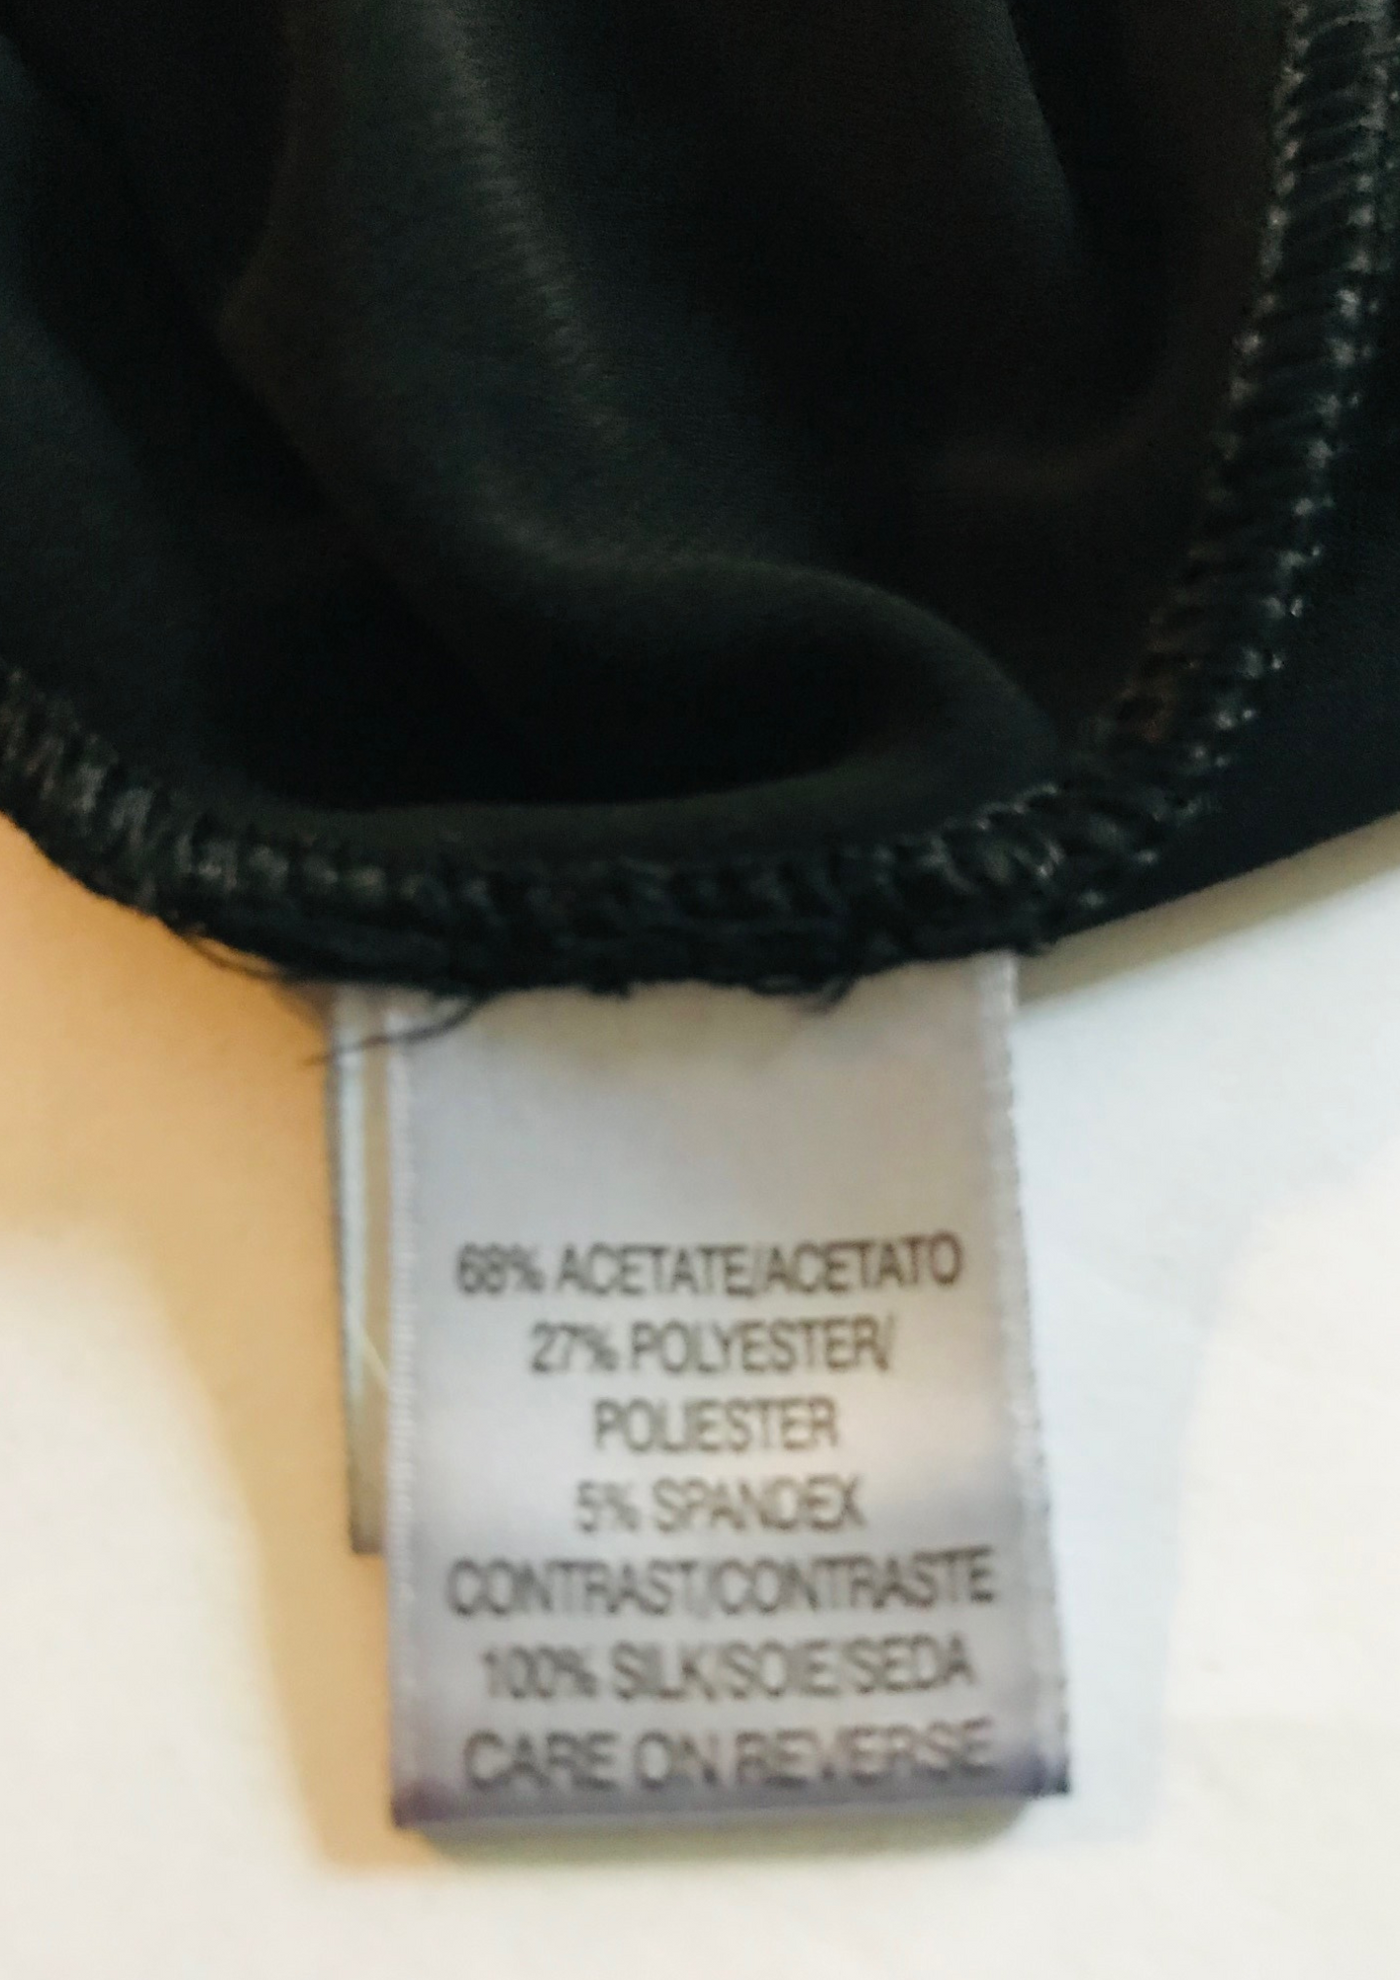 68% ACETATE/ACETATO
27% POLYESTER/
POLIESTER
5% SPANDEX
CONTRAST/CONTRASTE
100% SILK/SOIE/SEDA
CARE ON REVERSE